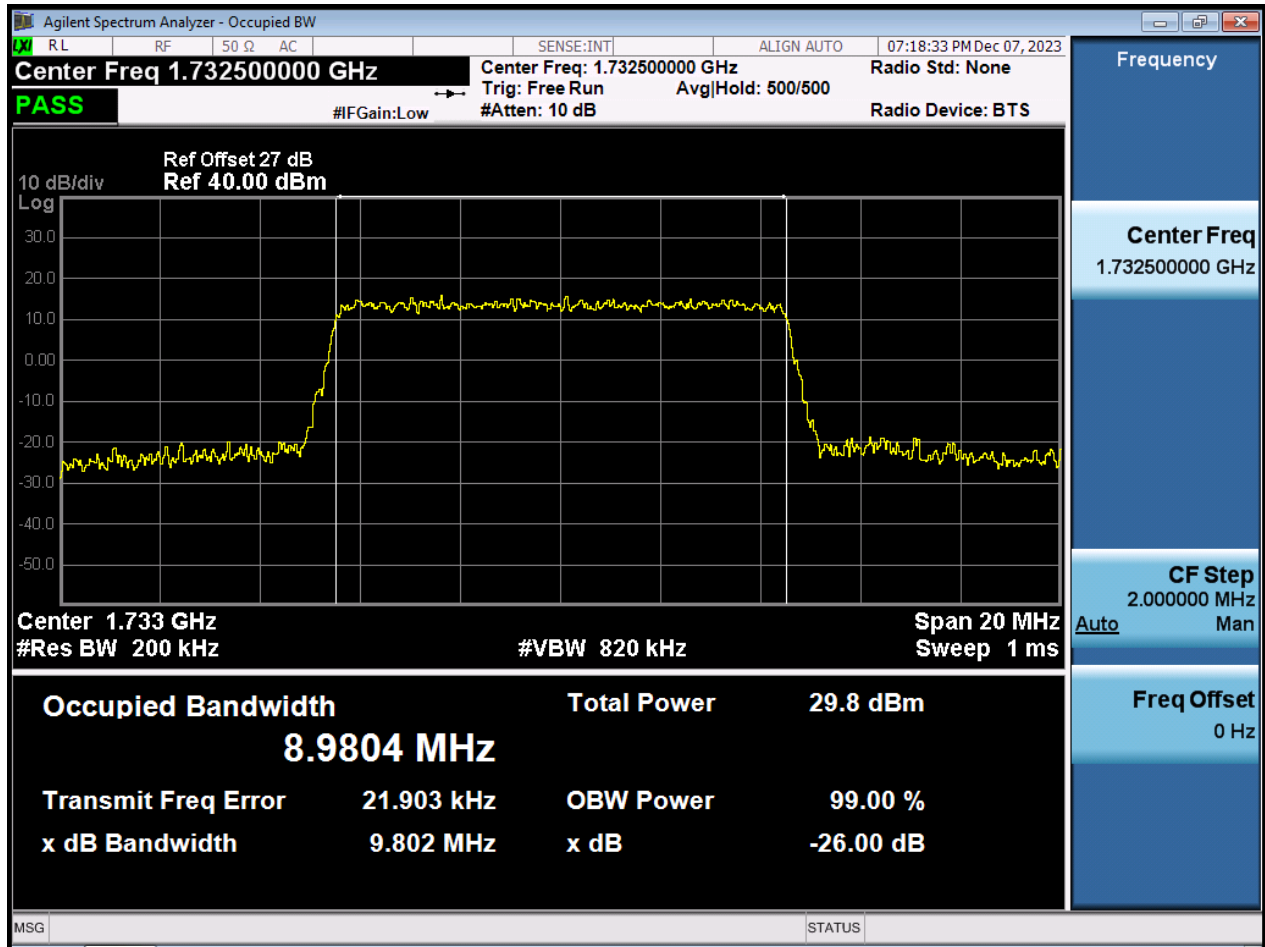 Agilent Spectrum Analyzer - Occupied BW
LXI RL RF 50 Ω AC SENSE:INT ALIGN AUTO 07:18:33 PM Dec 07, 2023
Center Freq 1.732500000 GHz
PASS
#IFGain:Low
Center Freq: 1.732500000 GHz
Trig: Free Run Avg|Hold: 500/500
#Atten: 10 dB
Radio Std: None
Radio Device: BTS
Ref Offset 27 dB
10 dB/div Ref 40.00 dBm
Log
30.0
20.0
10.0
0.00
-10.0
-20.0
-30.0
-40.0
-50.0
Center 1.733 GHz Span 20 MHz
#Res BW 200 kHz #VBW 820 kHz Sweep 1 ms
Occupied Bandwidth Total Power 29.8 dBm
8.9804 MHz
Transmit Freq Error 21.903 kHz OBW Power 99.00 %
x dB Bandwidth 9.802 MHz x dB -26.00 dB
Frequency
Center Freq
1.732500000 GHz
CF Step
2.000000 MHz
Auto Man
Freq Offset
0 Hz
MSG STATUS